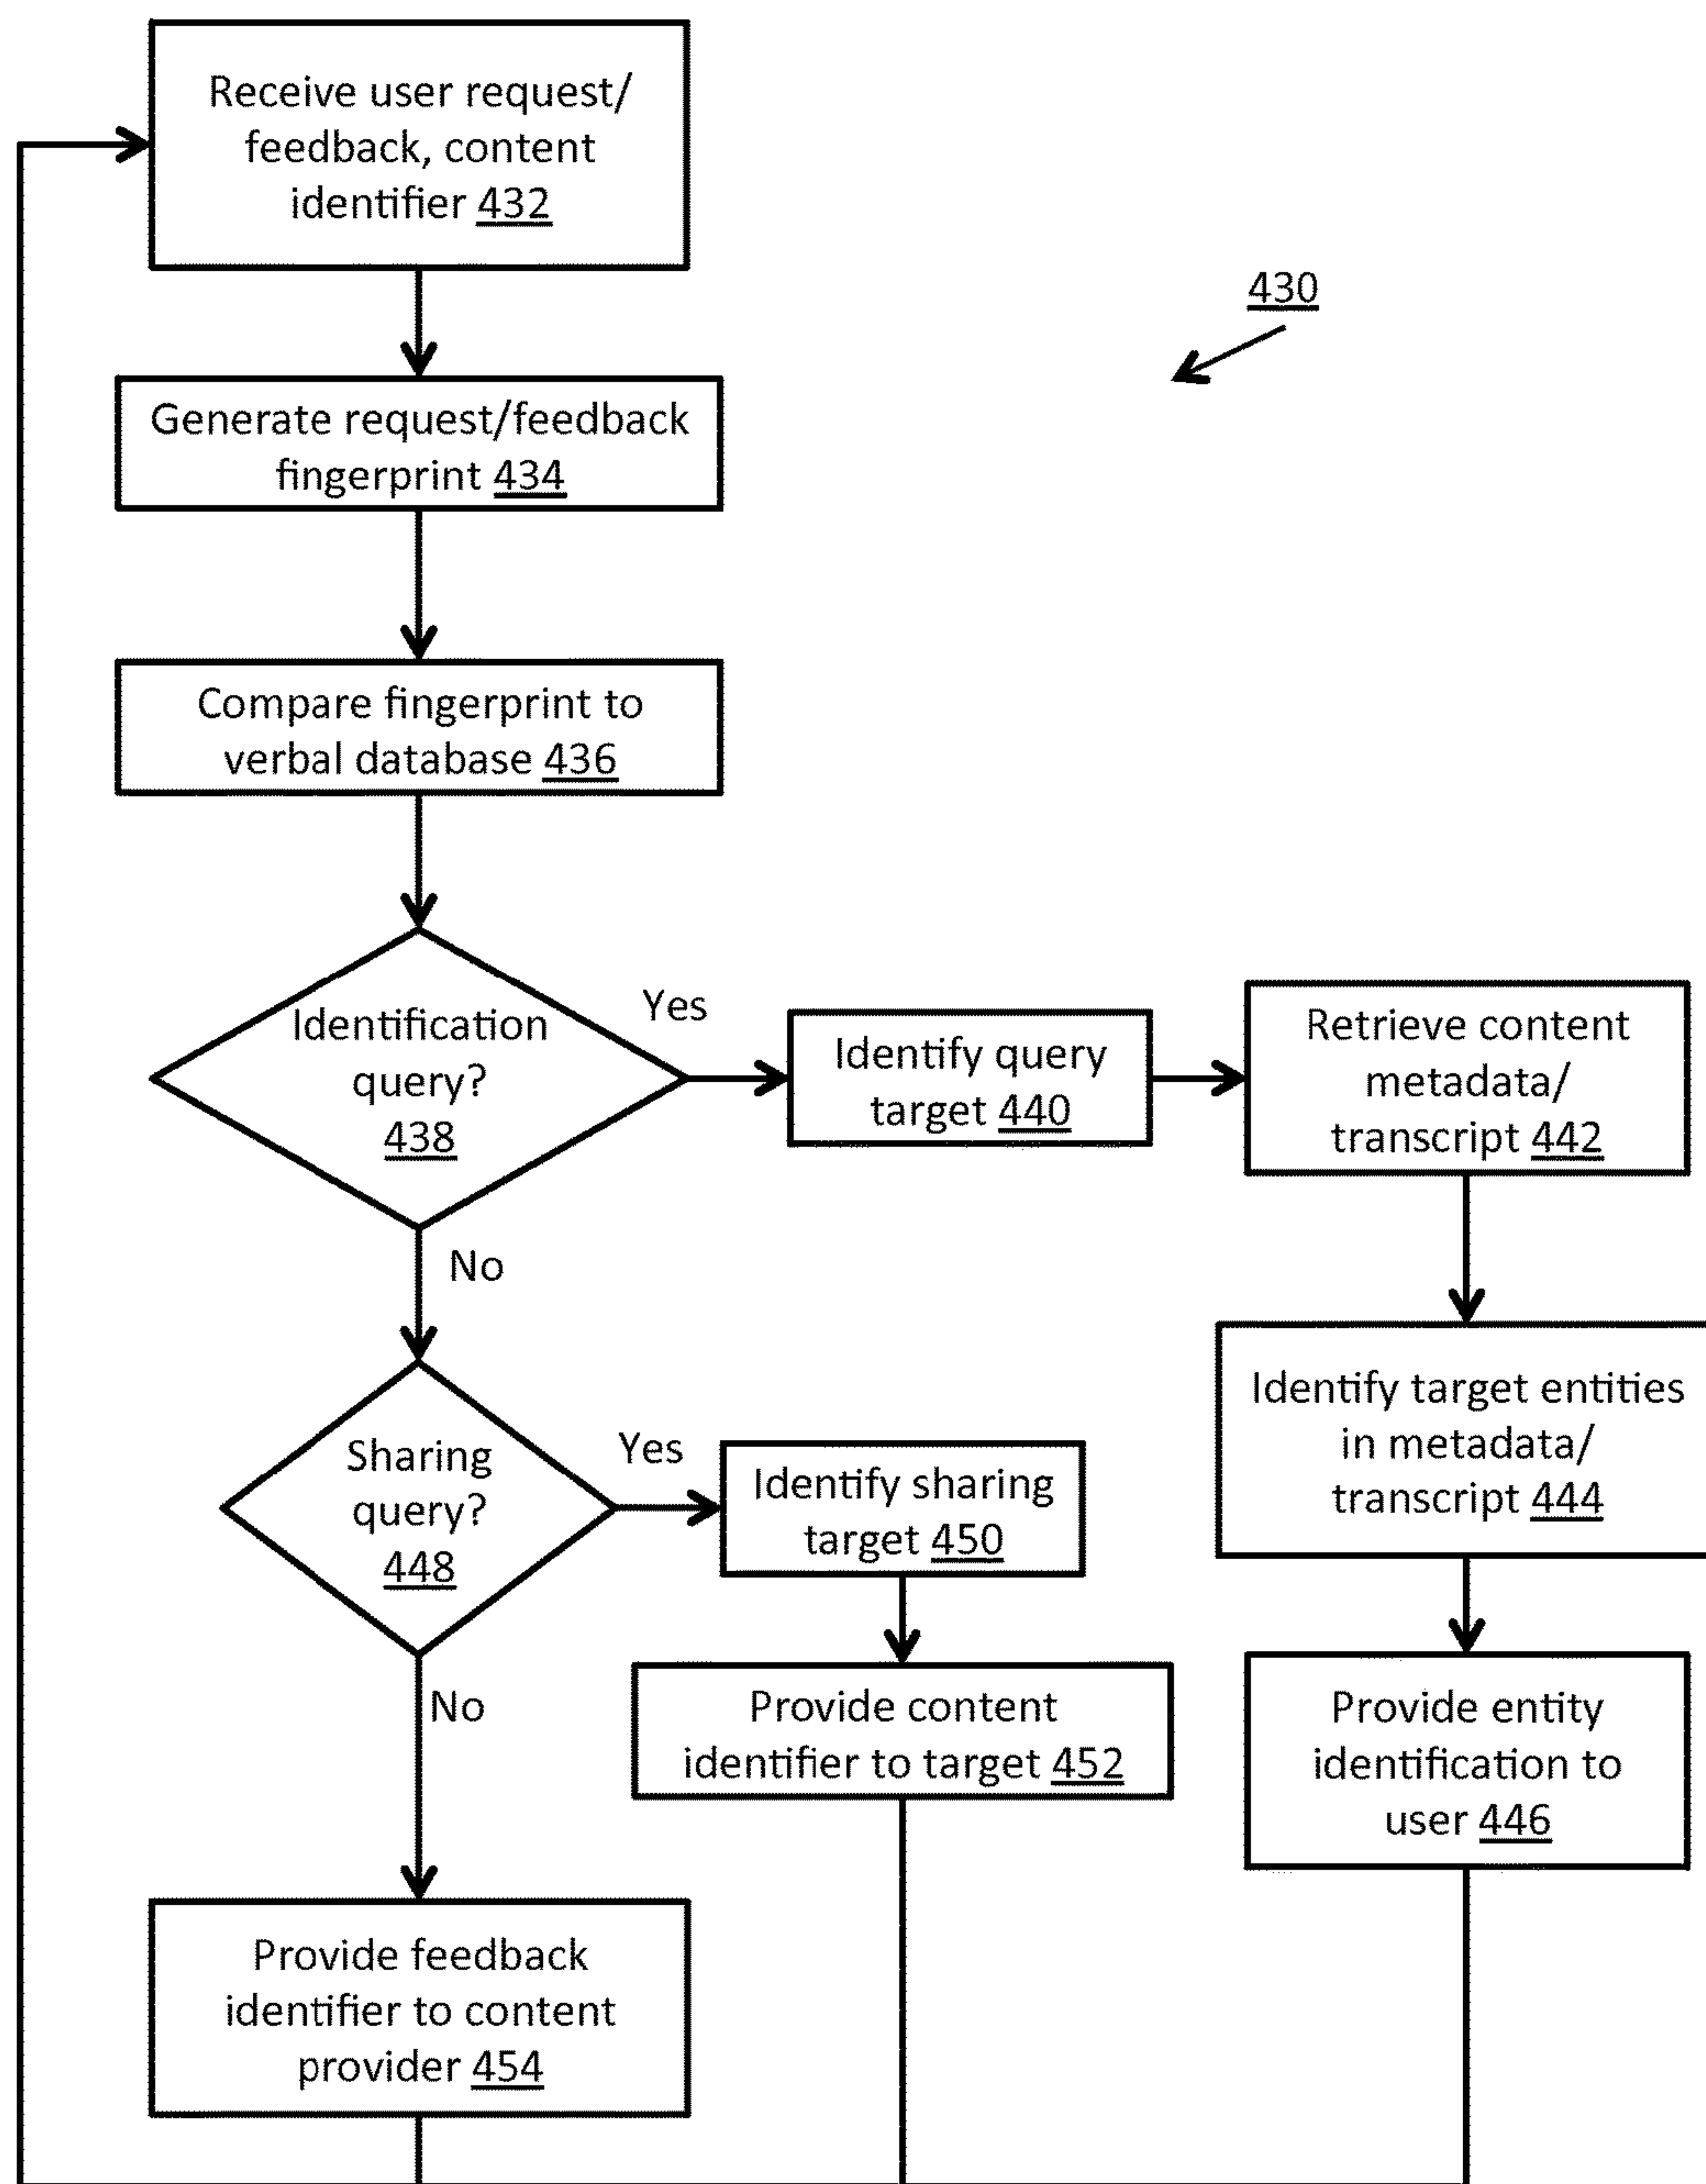 Receive user request/
feedback, content
identifier 432
430
Generate request/feedback
fingerprint 434
Compare fingerprint to
verbal database 436
Identification
query?
438
Yes
Identify query
target 440
Retrieve content
metadata/
transcript 442
No
Identify target entities
in metadata/
transcript 444
Sharing
query?
448
Yes
Identify sharing
target 450
Provide content
identifier to target 452
Provide entity
identification to
user 446
No
Provide feedback
identifier to content
provider 454